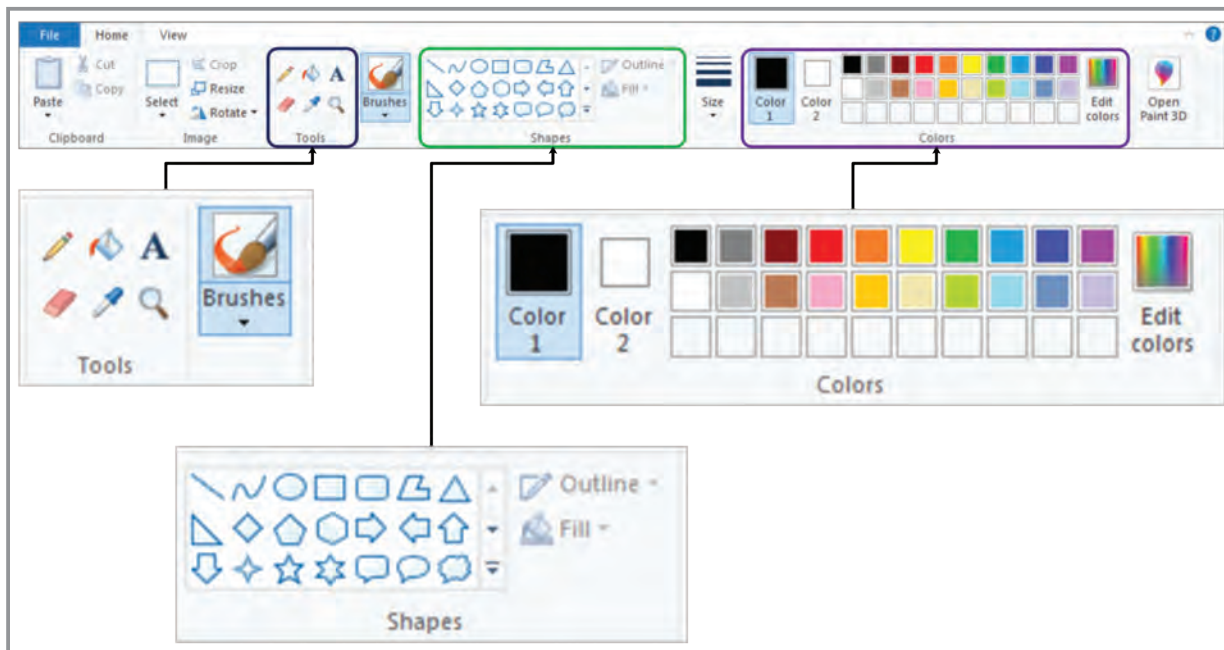 File Home View
Cut
Copy
Paste
Clipboard
Crop
Resize
Rotate
Select
Image
A
Tools
Brushes
Outline
Fill
Shapes
Size
Color
1
Color
2
Edit
colors
Colors
Open
Paint 3D
A
Brushes
Tools
Color
1
Color
2
Edit
colors
Colors
Outline
Fill
Shapes